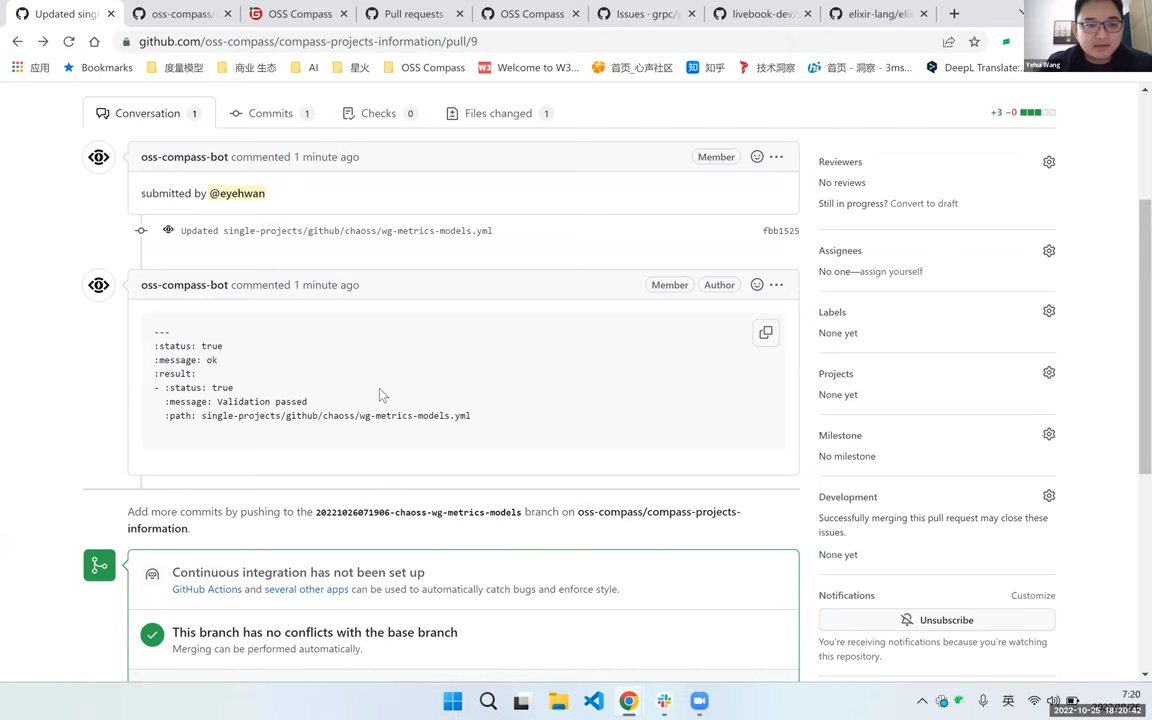 Updated singl
oss-compass/
OSS Compass
Pull requests
OSS Compass
Issues · grpc/g
livebook-dev/
elixir-lang/eli
github.com/oss-compass/compass-projects-information/pull/9
应用
Bookmarks
度量模型
商业 生态
AI
星火
OSS Compass
Welcome to W3...
首页_心声社区
知乎
技术洞察
首页 - 洞察 - 3ms...
DeepL Translate:...
Yehui Wang
Conversation 1
Commits 1
Checks 0
Files changed 1
+3 −0
oss-compass-bot commented 1 minute ago
Member
submitted by @eyehwan
Updated single-projects/github/chaoss/wg-metrics-models.yml
fbb1525
oss-compass-bot commented 1 minute ago
Member
Author
---
:status: true
:message: ok
:result:
- :status: true
:message: Validation passed
:path: single-projects/github/chaoss/wg-metrics-models.yml
Add more commits by pushing to the 20221026071906-chaoss-wg-metrics-models branch on oss-compass/compass-projects-
information.
Continuous integration has not been set up
GitHub Actions and several other apps can be used to automatically catch bugs and enforce style.
This branch has no conflicts with the base branch
Merging can be performed automatically.
Reviewers
No reviews
Still in progress? Convert to draft
Assignees
No one—assign yourself
Labels
None yet
Projects
None yet
Milestone
No milestone
Development
Successfully merging this pull request may close these
issues.
None yet
Notifications
Customize
Unsubscribe
You're receiving notifications because you're watching
this repository.
英
7:20
2022-10-25 18:20:42